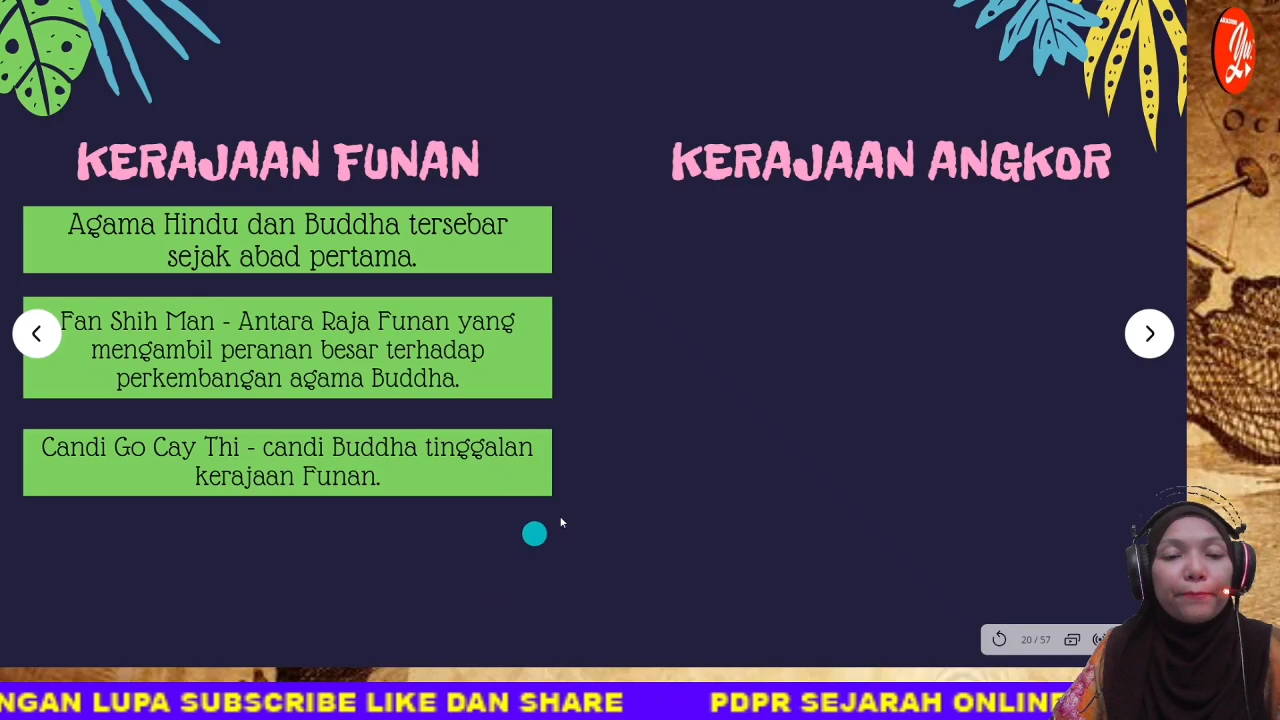 KERAJAAN FUNAN
Agama Hindu dan Buddha tersebar
sejak abad pertama.
Fan Shih Man - Antara Raja Funan yang
mengambil peranan besar terhadap
perkembangan agama Buddha.
Candi Go Cay Thi - candi Buddha tinggalan
kerajaan Funan.
KERAJAAN ANGKOR
Yu
20 / 57
NGAN LUPA SUBSCRIBE LIKE DAN SHARE
PDPR SEJARAH ONLINE